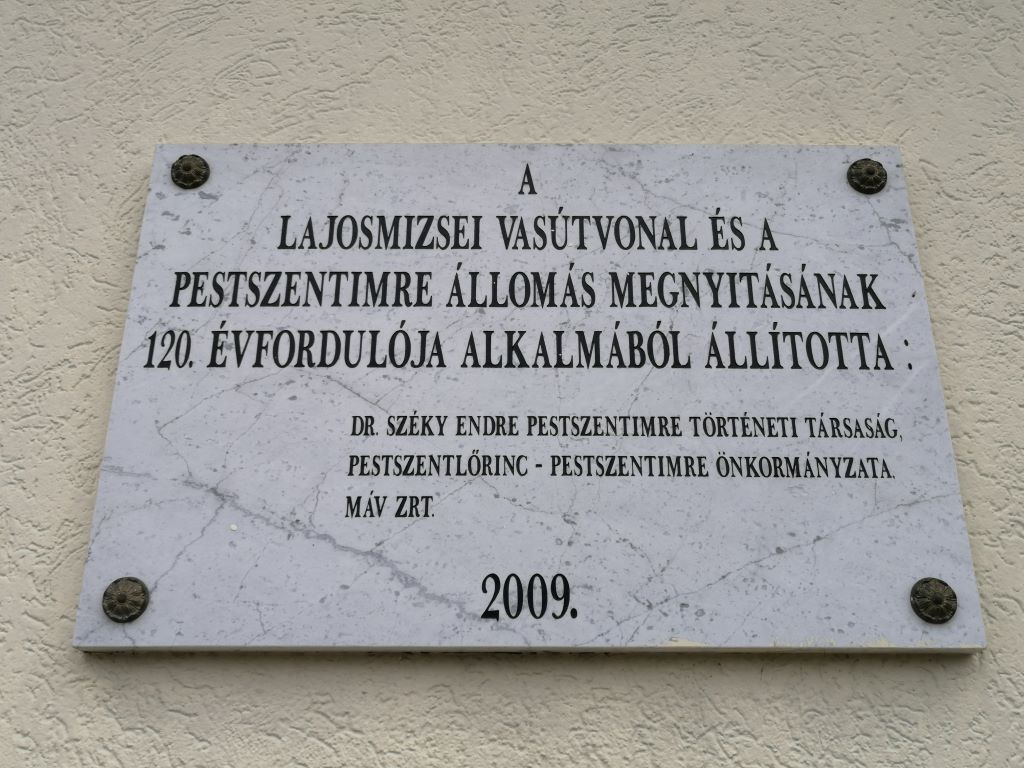 A
LAJOSMIZSEI VASÚTVONAL ÉS A
PESTSZENTIMRE ÁLLOMÁS MEGNYITÁSÁNAK
120. ÉVFORDULÓJA ALKALMÁBÓL ÁLLÍTOTTA :
DR. SZÉKY ENDRE PESTSZENTIMRE TÖRTÉNETI TÁRSASÁG,
PESTSZENTLŐRINC - PESTSZENTIMRE ÖNKORMÁNYZATA,
MÁV ZRT.
2009.